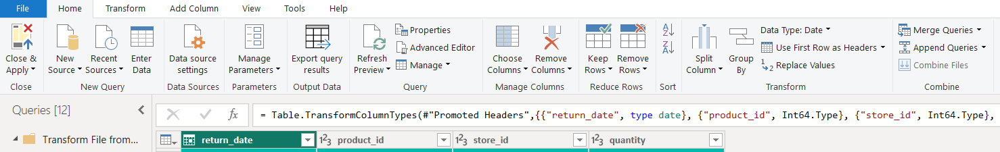 File Home Transform Add Column View Tools Help
Close & Apply
New Source
Recent Sources
Enter Data
Data source settings
Manage Parameters
Export query results
Refresh Preview
Properties
Advanced Editor
Manage
Choose Columns
Remove Columns
Keep Rows
Remove Rows
Split Column
Group By
Data Type: Date
Use First Row as Headers
Replace Values
Merge Queries
Append Queries
Combine Files
Close New Query Data Sources Parameters Output Data Query Manage Columns Reduce Rows Sort Transform Combine
Queries [12]
fx
= Table.TransformColumnTypes(#"Promoted Headers",{{"return_date", type date}, {"product_id", Int64.Type}, {"store_id", Int64.Type},
Transform File from...
return_date 123 product_id 123 store_id 123 quantity